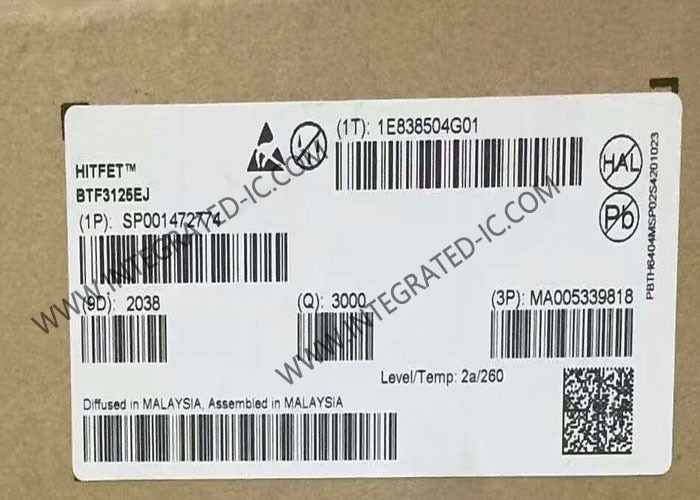 (1T): 1E838504G01
HITFET™
BTF3125EJ
(1P): SP001472774
HAL
Pb
PBTH6404MSP02S4201023
(9D): 2038
(Q): 3000
(3P): MA005339818
Level/Temp: 2a/260
Diffused in MALAYSIA, Assembled in MALAYSIA
WWW.INTEGRATED-IC.COM
WWW.INTEGRATED-IC.COM